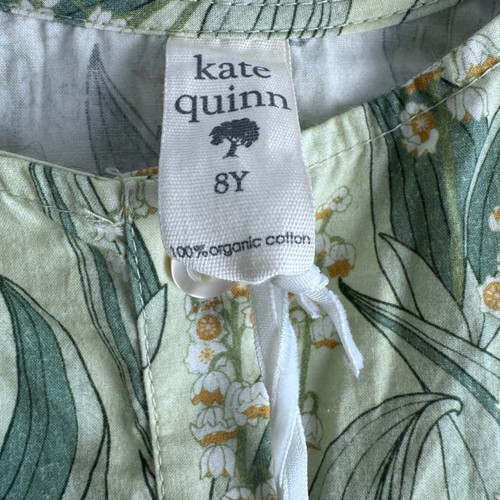 kate
quinn
8Y
100% organic cotton